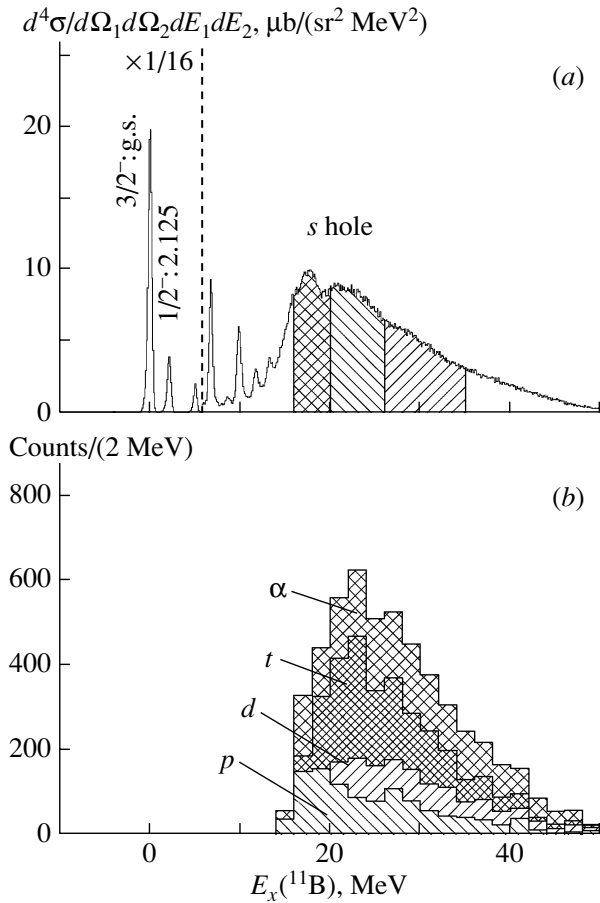 d⁴σ/dΩ₁dΩ₂dE₁dE₂, μb/(sr² MeV²)
×1/16
(a)
20
3/2⁻: g.s.
1/2⁻: 2.125
s hole
10
0
Counts/(2 MeV)
800
(b)
600
α
400
t
d
200
p
0
0
20
40
Eₓ(¹¹B), MeV